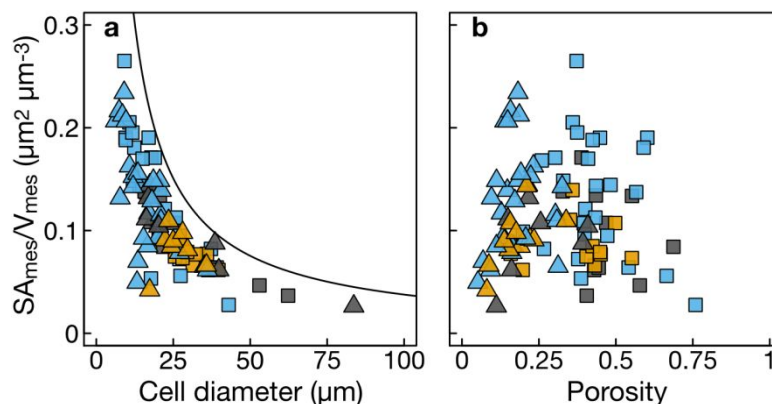 a
b
SAmes/Vmes (µm² µm-³)
0.3
0.2
0.1
0
0
25
50
75
100
0
0.25
0.5
0.75
1
Cell diameter (µm)
Porosity